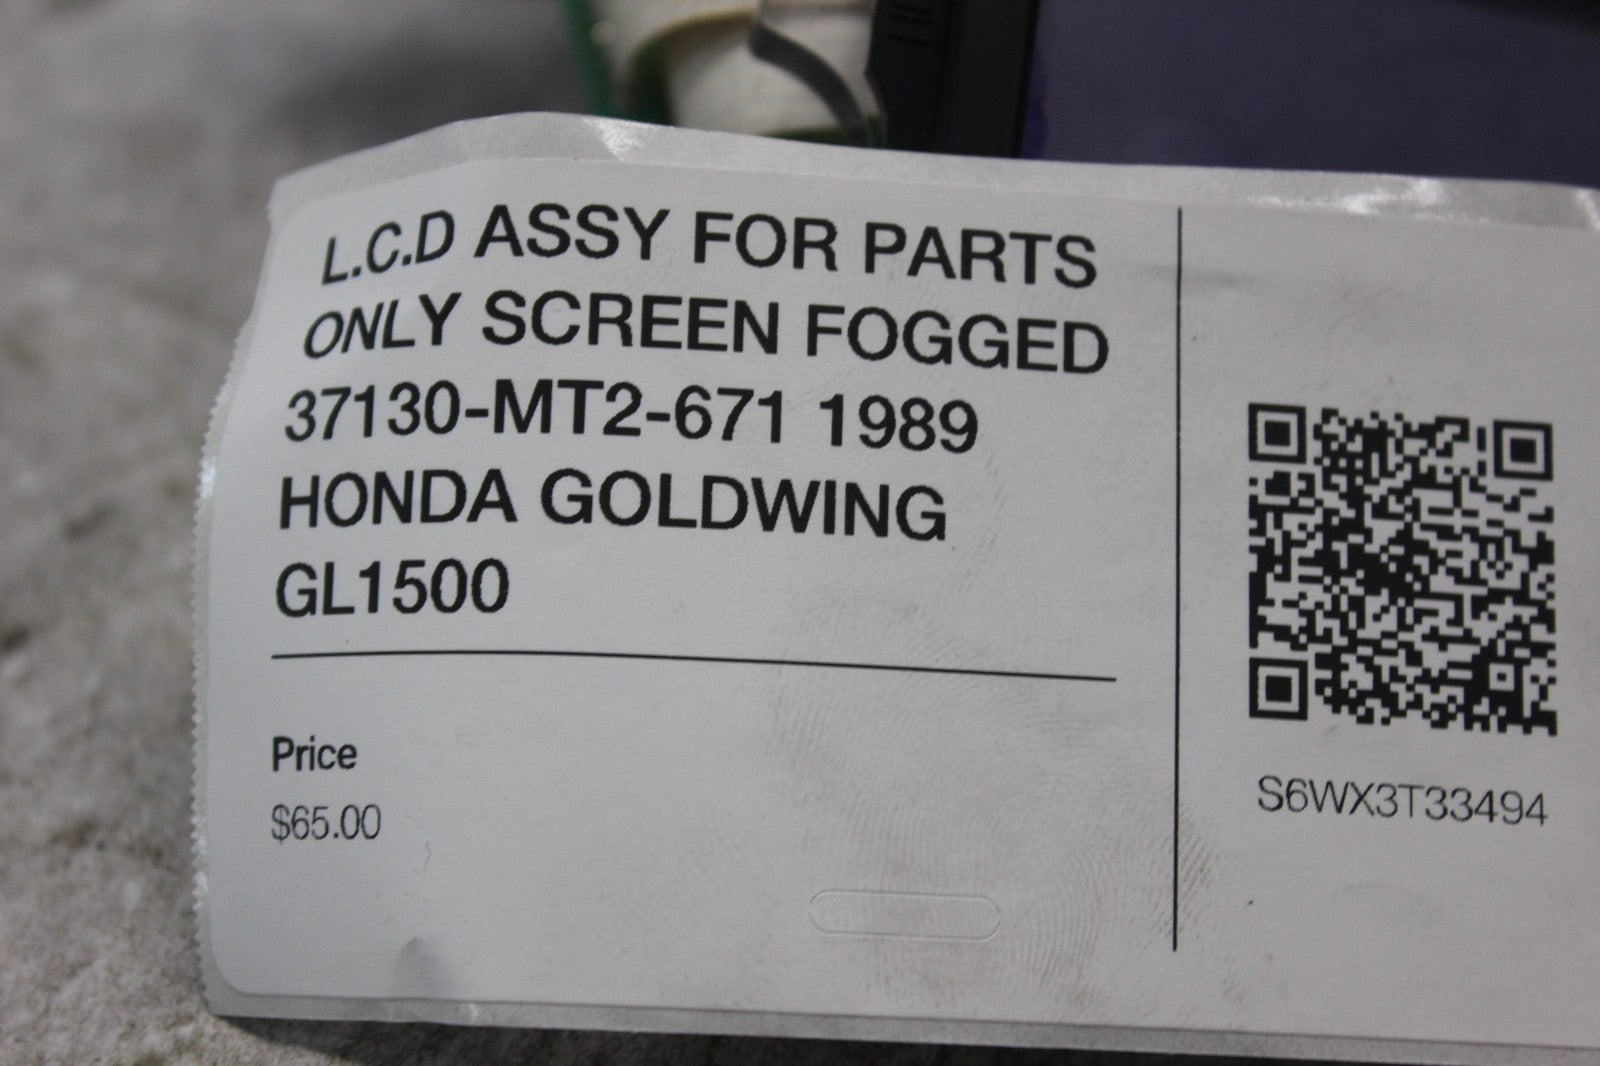 L.C.D ASSY FOR PARTS
ONLY SCREEN FOGGED
37130-MT2-671 1989
HONDA GOLDWING
GL1500
Price
$65.00
S6WX3T33494